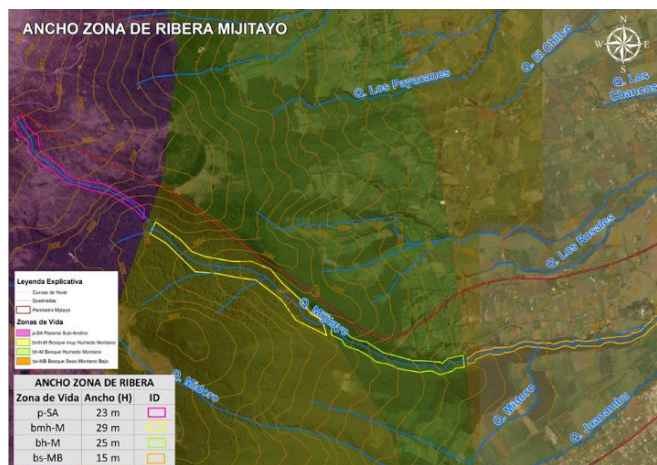 ANCHO ZONA DE RIBERA MIJITAYO
N
W E
S
Q. El Chilco
Q. Los Payacanes
Q. Los Chancos
Q. Los Rosales
Q. Mijitayo
Q. Midoro
Q. Midoro
Q. Juanambu
Leyenda Explicativa
Curvas de Nivel
Quebradas
Perimetro Mijitayo
Zonas de Vida
p-SA Paramo Sub-Andino
bmh-M Bosque muy Humedo Montano
bh-M Bosque Humedo Montano
bs-MB Bosque Seco Montano Bajo
ANCHO ZONA DE RIBERA
Zona de Vida Ancho (H) ID
p-SA 23 m
bmh-M 29 m
bh-M 25 m
bs-MB 15 m